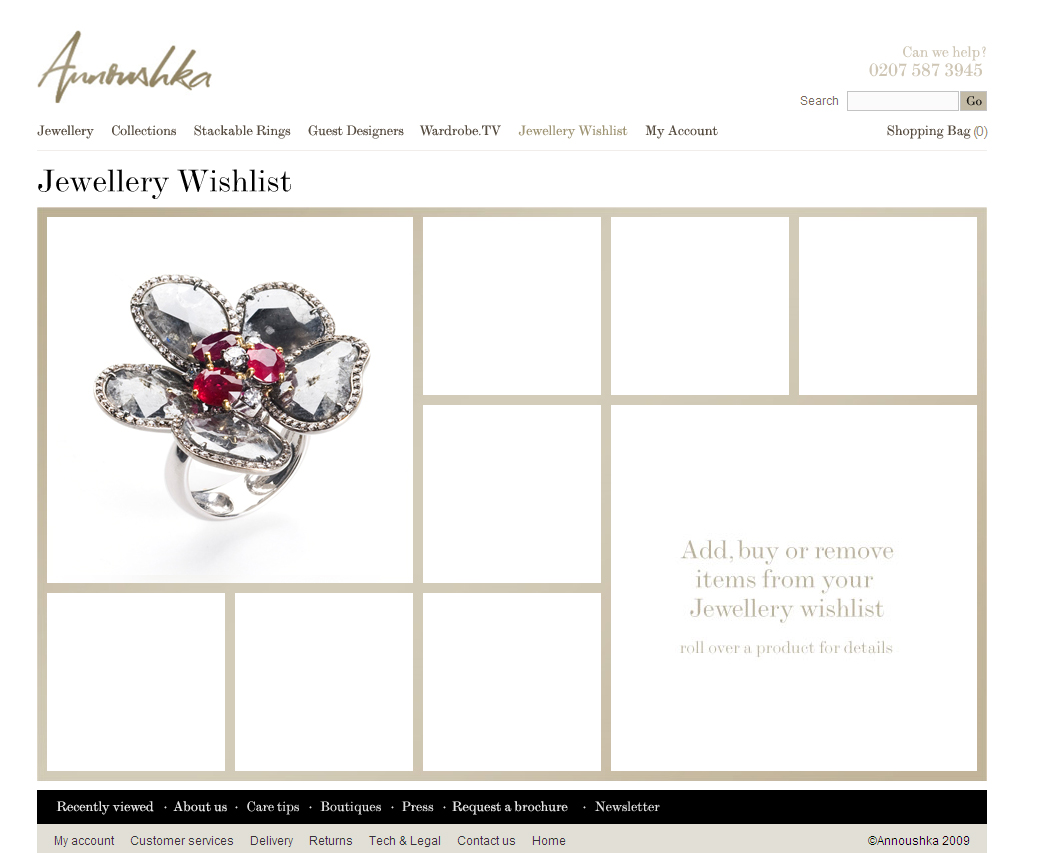 Annoushka
Can we help?
0207 587 3945
Search Go
Jewellery Collections Stackable Rings Guest Designers Wardrobe.TV Jewellery Wishlist My Account Shopping Bag (0)
Jewellery Wishlist
Add, buy or remove
items from your
Jewellery wishlist
roll over a product for details
Recently viewed · About us · Care tips · Boutiques · Press · Request a brochure · Newsletter
My account Customer services Delivery Returns Tech & Legal Contact us Home ©Annoushka 2009